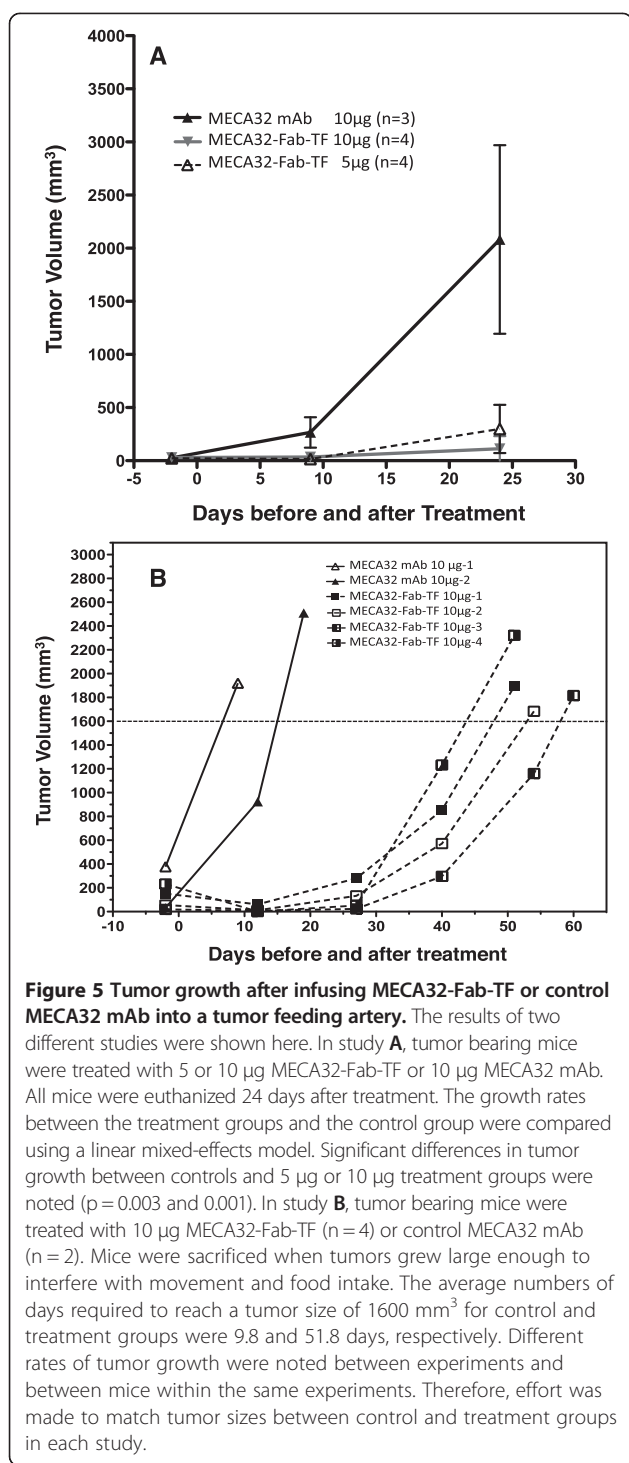 A
4000
3500
3000
2500
2000
1500
1000
500
0
Tumor Volume (mm³)
MECA32 mAb 10µg (n=3)
MECA32-Fab-TF 10µg (n=4)
MECA32-Fab-TF 5µg (n=4)
-5 0 5 10 15 20 25 30
Days before and after Treatment
B
3000
2800
2600
2400
2200
2000
1800
1600
1400
1200
1000
800
600
400
200
0
Tumor Volume (mm³)
MECA32 mAb 10 µg-1
MECA32 mAb 10µg-2
MECA32-Fab-TF 10µg-1
MECA32-Fab-TF 10µg-2
MECA32-Fab-TF 10µg-3
MECA32-Fab-TF 10µg-4
-10 0 10 20 30 40 50 60
Days before and after treatment
Figure 5 Tumor growth after infusing MECA32-Fab-TF or control
MECA32 mAb into a tumor feeding artery. The results of two
different studies were shown here. In study A, tumor bearing mice
were treated with 5 or 10 µg MECA32-Fab-TF or 10 µg MECA32 mAb.
All mice were euthanized 24 days after treatment. The growth rates
between the treatment groups and the control group were compared
using a linear mixed-effects model. Significant differences in tumor
growth between controls and 5 µg or 10 µg treatment groups were
noted (p = 0.003 and 0.001). In study B, tumor bearing mice were
treated with 10 µg MECA32-Fab-TF (n = 4) or control MECA32 mAb
(n = 2). Mice were sacrificed when tumors grew large enough to
interfere with movement and food intake. The average numbers of
days required to reach a tumor size of 1600 mm³ for control and
treatment groups were 9.8 and 51.8 days, respectively. Different
rates of tumor growth were noted between experiments and
between mice within the same experiments. Therefore, effort was
made to match tumor sizes between control and treatment groups
in each study.